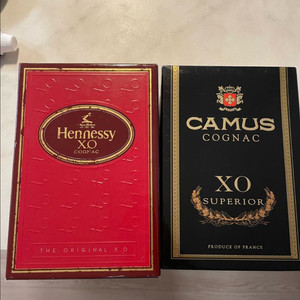 Hennessy
XO
COGNAC
THE ORIGINAL X.O
CAMUS
COGNAC
XO
SUPERIOR
PRODUCE OF FRANCE